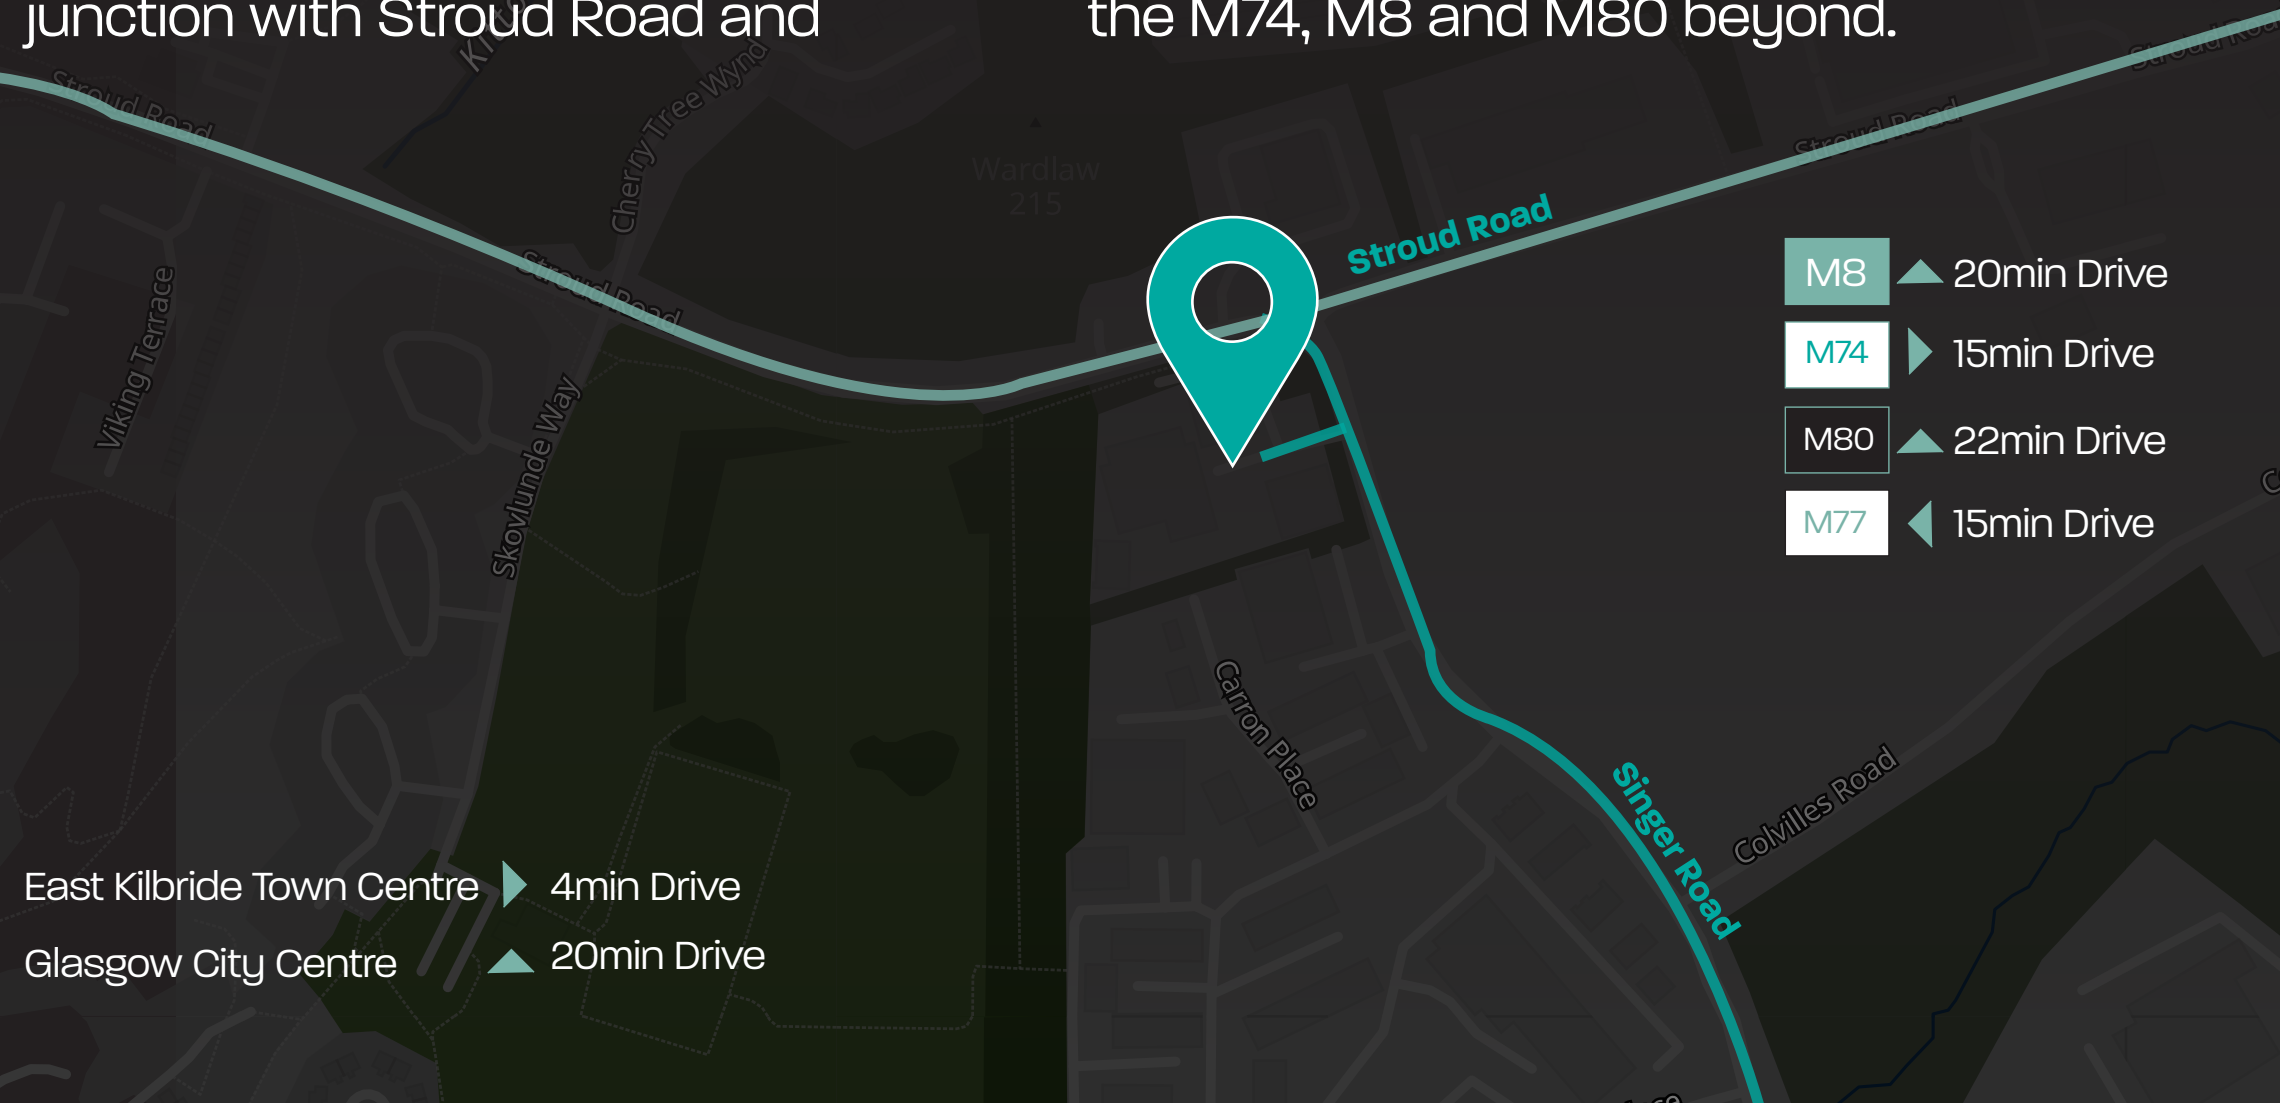 junction with Stroud Road and
the M74, M8 and M80 beyond.
Stroud Road
Cherry Tree Wynd
Stroud Road
Stroud Road
Wardlaw
215
Stroud Road
Stroud Road
M8 20min Drive
M74 15min Drive
M80 22min Drive
M77 15min Drive
Viking Terrace
Skovlunde Way
Carron Place
Singer Road
Colvilles Road
East Kilbride Town Centre 4min Drive
Glasgow City Centre 20min Drive